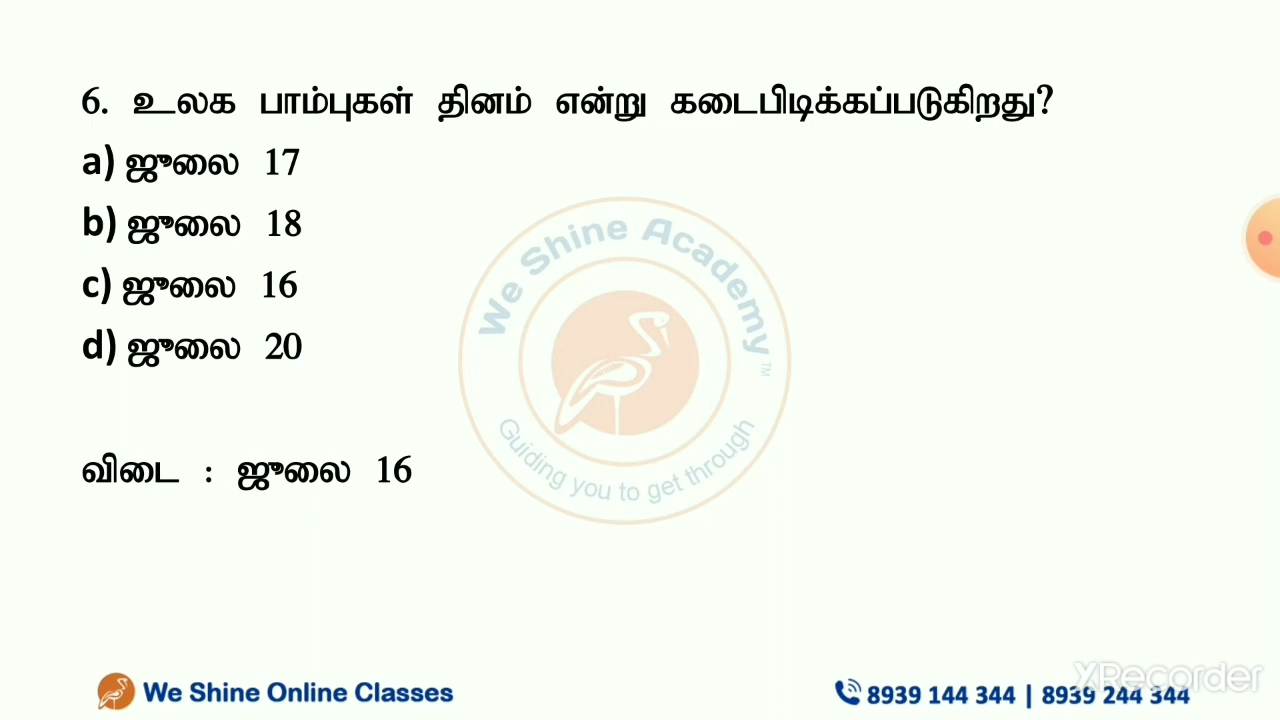 6. உலக பாம்புகள் தினம் என்று கடைபிடிக்கப்படுகிறது?
a) ஜுலை 17
b) ஜுலை 18
c) ஜுலை 16
d) ஜுலை 20
விடை : ஜுலை 16
We Shine Academy
TM
Guiding you to get through
We Shine Online Classes
8939 144 344 | 8939 244 344
XRecorder